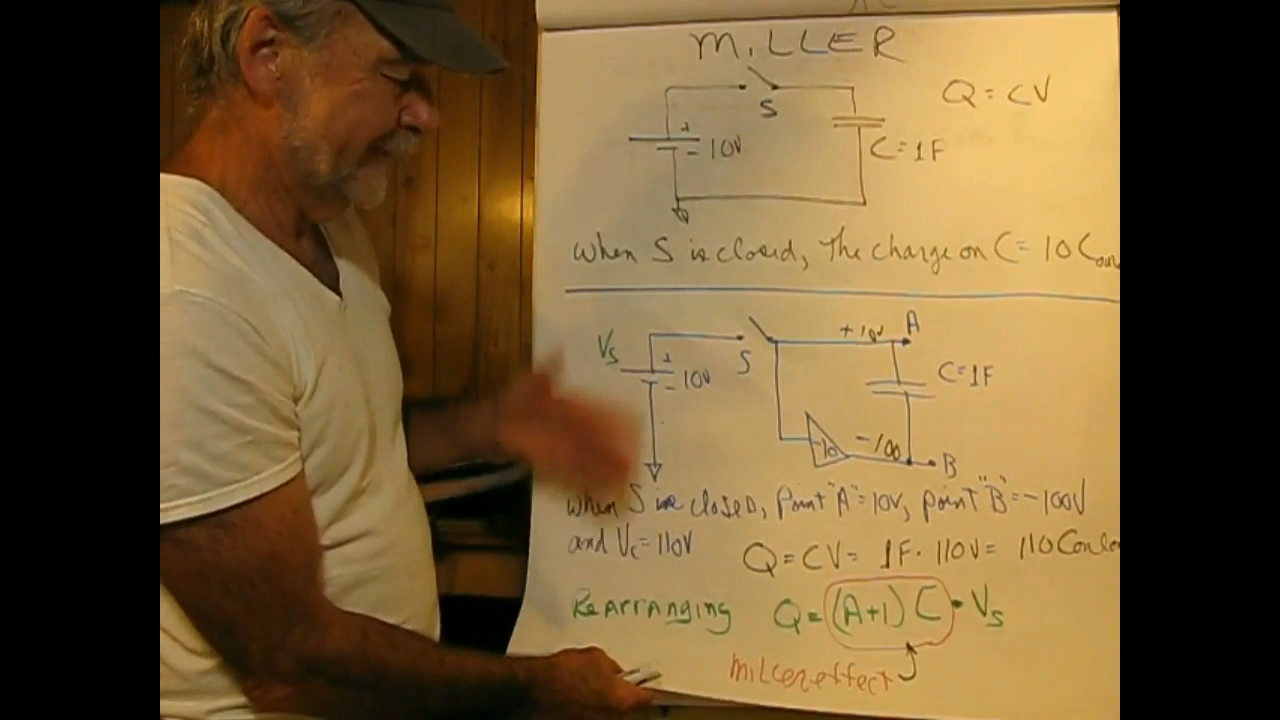 MiLLER
S
Q = CV
+
- 10V
C = 1F
When S is closed, The charge on C = 10 Cou
Vs
+
- 10V
S
+10V
A
C=1F
-10
-100
B
When S is closed, Point "A" = 10V, point "B" = -100V
and Vc = 110V
Q = CV = 1F · 110V = 110 Coulo
ReARRANging Q = (A+1) C · Vs
Miller effect